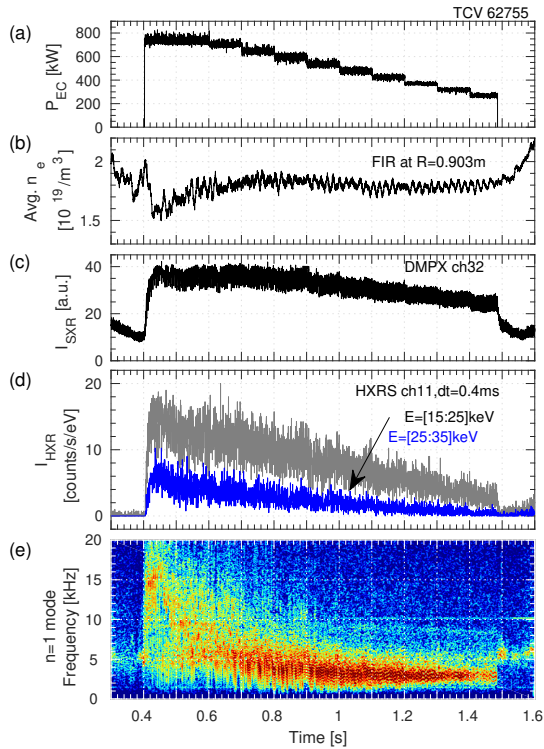 TCV 62755
(a)
P_EC [kW]
800
600
400
200
0
(b)
Avg. n_e
[10^19/m^3]
2
1.5
FIR at R=0.903m
(c)
I_SXR [a.u.]
40
20
0
DMPX ch32
(d)
I_HXR
[counts/s/eV]
20
10
0
HXRS ch11,dt=0.4ms
E=[15:25]keV
E=[25:35]keV
(e)
n=1 mode
Frequency [kHz]
20
15
10
5
0
0.4 0.6 0.8 1 1.2 1.4 1.6
Time [s]